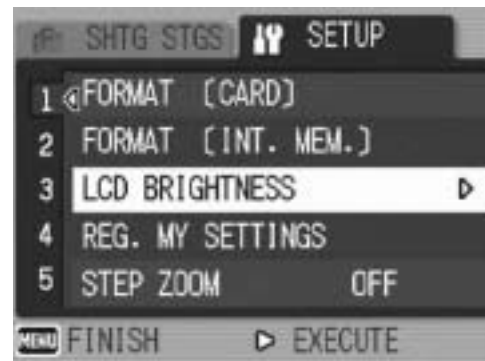 SHTG STGS SETUP
1 FORMAT [CARD]
2 FORMAT [INT. MEM.]
3 LCD BRIGHTNESS
4 REG. MY SETTINGS
5 STEP ZOOM OFF
MENU FINISH EXECUTE